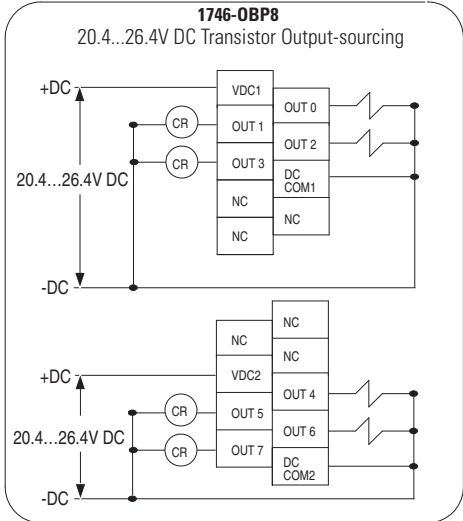 1746-OBP8
20.4...26.4V DC Transistor Output-sourcing
+DC
VDC1
OUT 0
CR
OUT 1
OUT 2
CR
OUT 3
DC
COM1
20.4...26.4V DC
NC
NC
NC
-DC
NC
NC
NC
+DC
VDC2
OUT 4
CR
OUT 5
OUT 6
20.4...26.4V DC
CR
OUT 7
DC
COM2
-DC